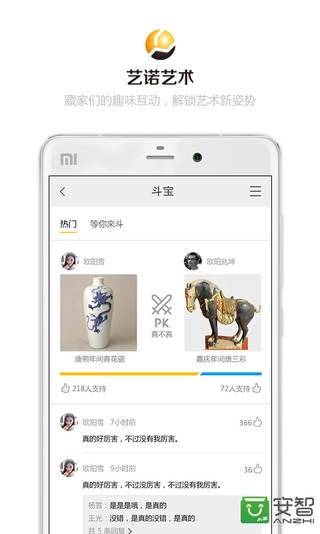 艺诺艺术
藏家们的趣味互动，解锁艺术新姿势
mi
斗宝
热门 等你来斗
欧阳雪 欧阳兆坤
PK
真不真
康熙年间青花瓷 嘉庆年间唐三彩
218人支持 72人支持
欧阳雪 7小时前 366
真的好厉害，不过没有我厉害。
欧阳雪 9小时前 36
真的好厉害，不过没厉害，不过没有我厉害。
杨雪：是是是哦，是真的
王光：没错，是真的没错，是真
共 5 条回复 >
安智
ANZHI
AZ